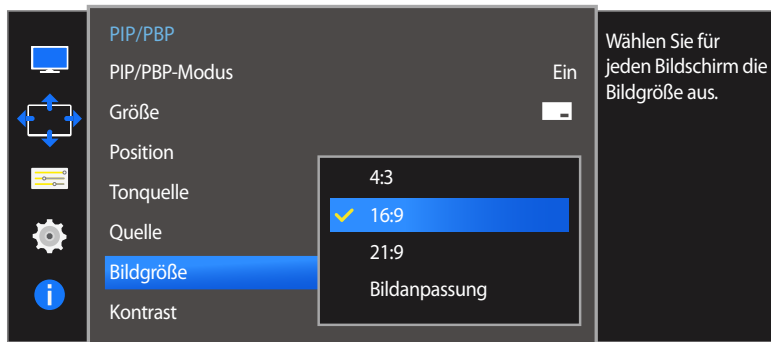 PIP/PBP
PIP/PBP-Modus Ein
Größe
Position
Tonquelle
Quelle
Bildgröße
Kontrast
4:3
16:9
21:9
Bildanpassung
Wählen Sie für
jeden Bildschirm die
Bildgröße aus.